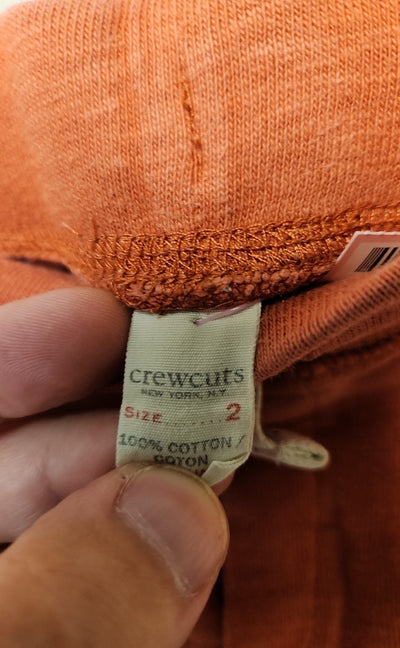 crewcuts
NEW YORK, N.Y.
SIZE........2
100% COTTON /
COTON